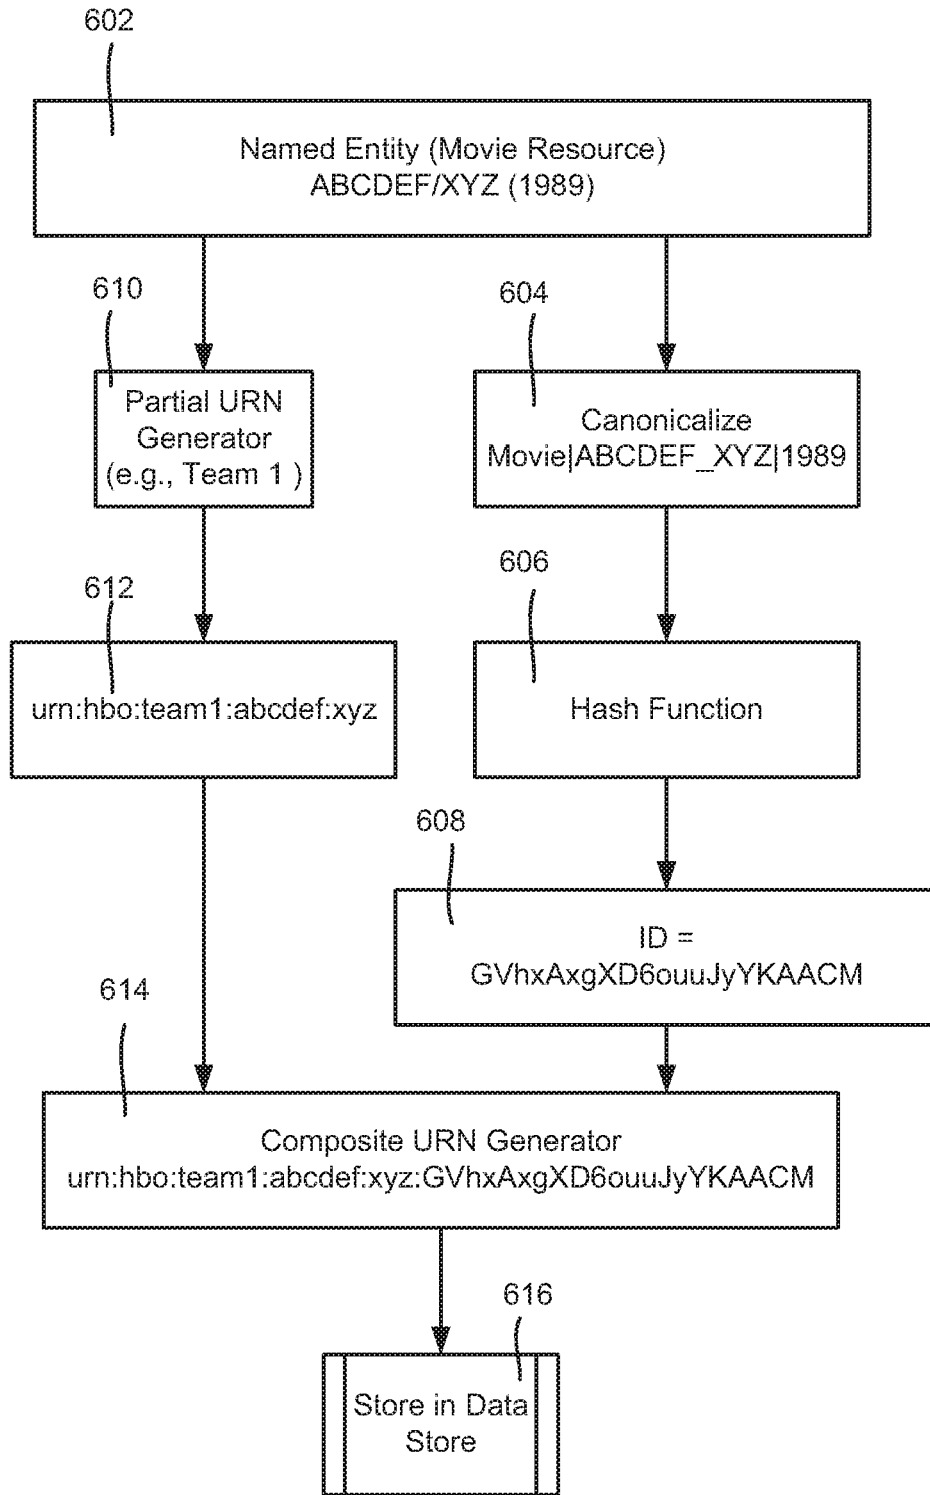 602
Named Entity (Movie Resource)
ABCDEF/XYZ (1989)
610
604
Partial URN
Generator
(e.g., Team 1 )
Canonicalize
Movie|ABCDEF_XYZ|1989
612
606
urn:hbo:team1:abcdef:xyz
Hash Function
608
ID =
GVhxAxgXD6ouuJyYKAACM
614
Composite URN Generator
urn:hbo:team1:abcdef:xyz:GVhxAxgXD6ouuJyYKAACM
616
Store in Data
Store